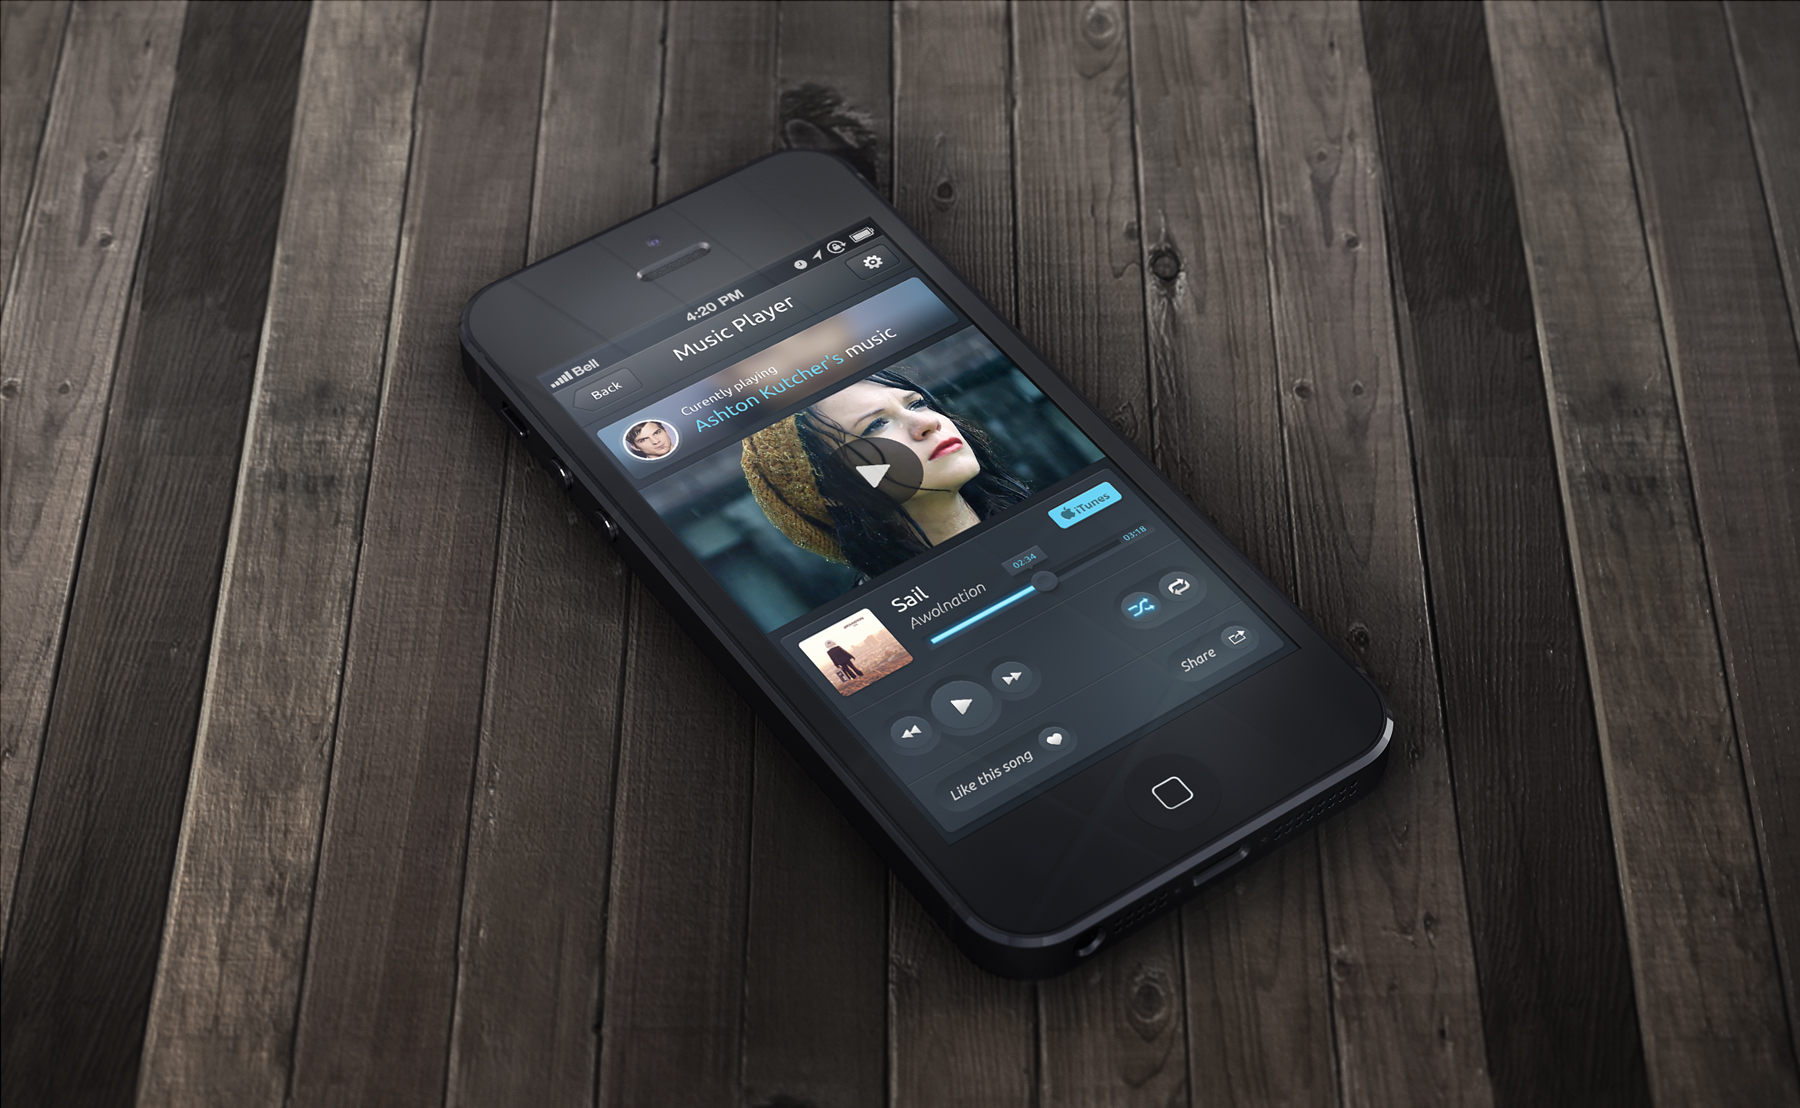 Bell
4:20 PM
Back
Music Player
Curently playing
Ashton Kutcher's music
iTunes
Sail
Awolnation
02:34
03:18
Like this song
Share